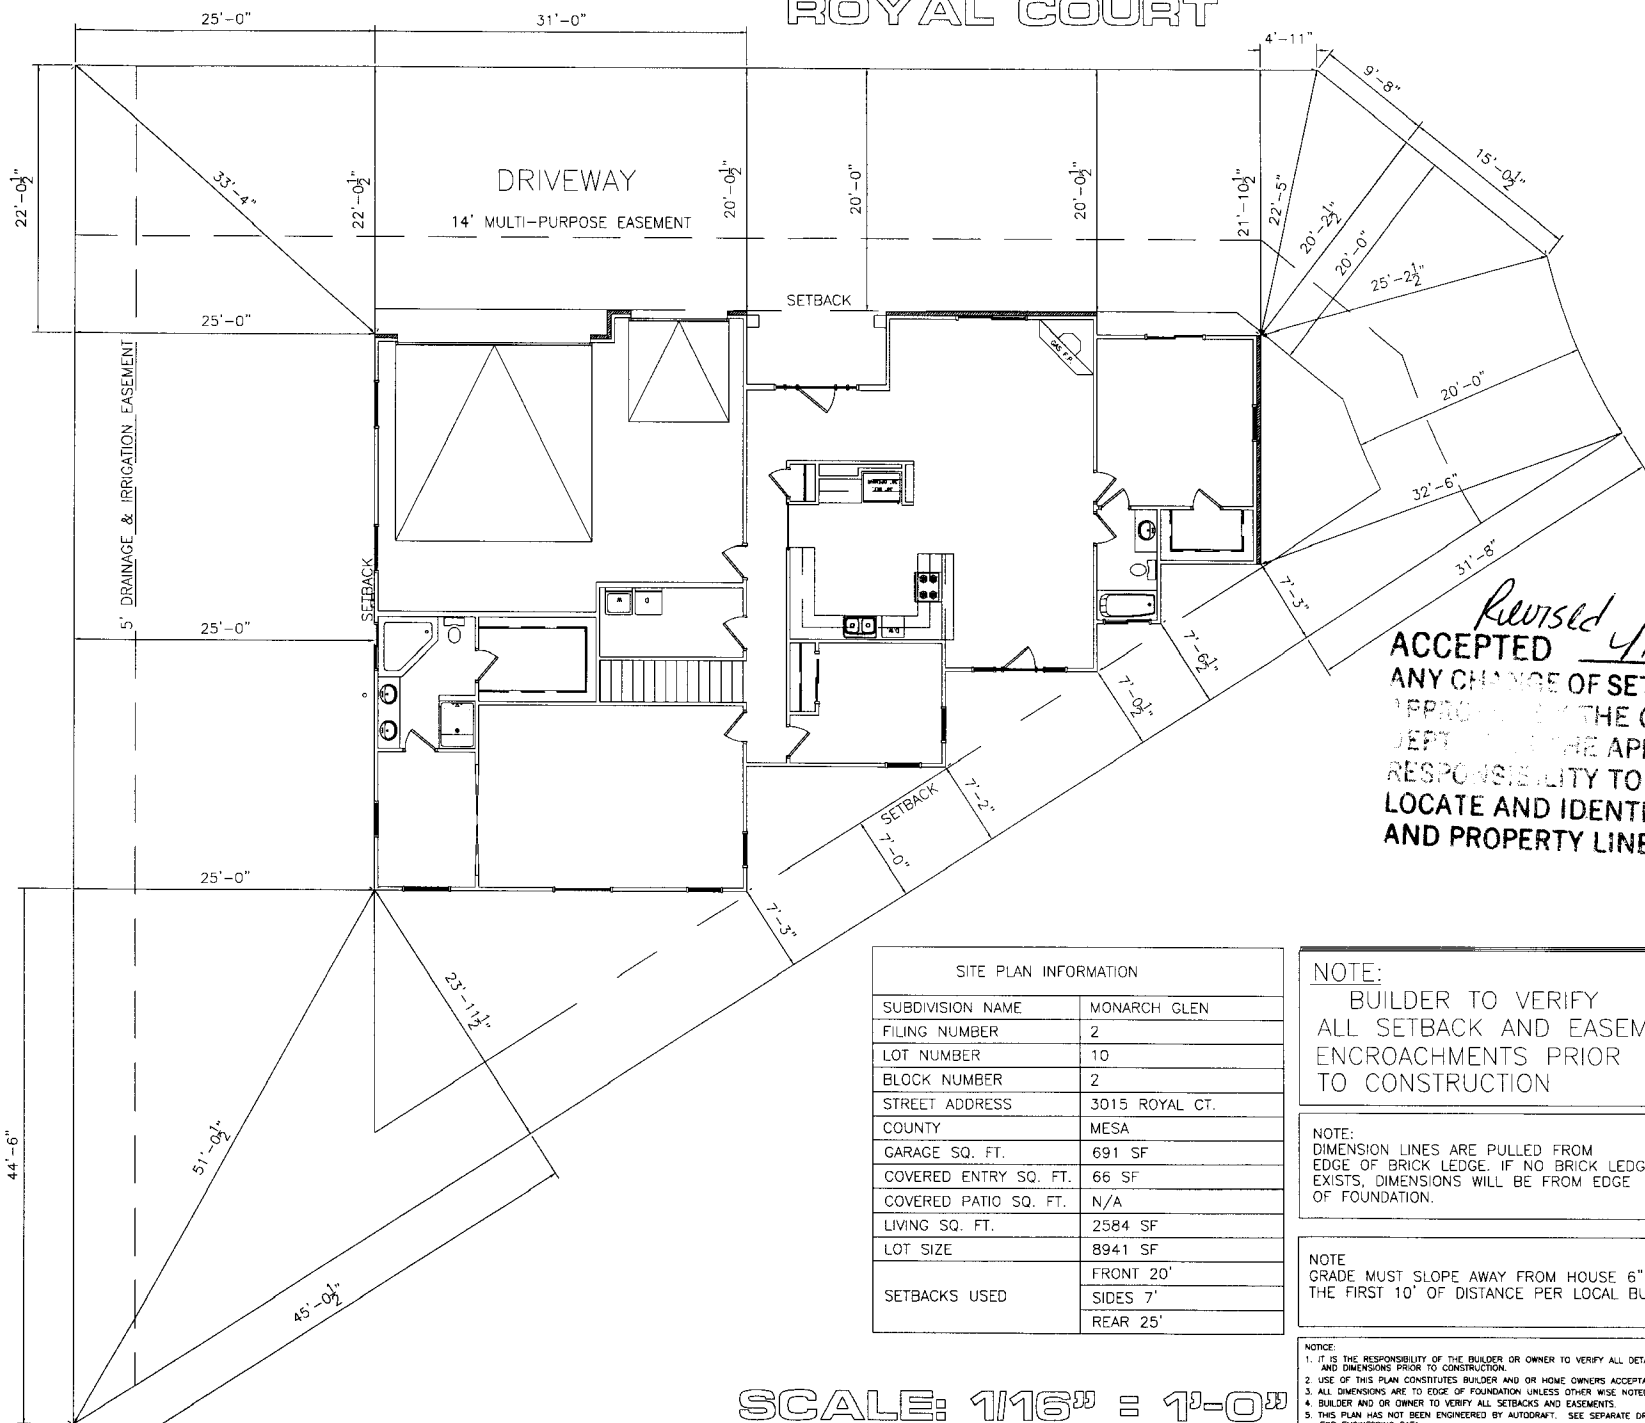 ROYAL COURT
25'-0"
31'-0"
4'-11"
9'-8"
15'-0½"
22'-0½"
33'-4"
22'-0½"
DRIVEWAY
14' MULTI-PURPOSE EASEMENT
20'-0½"
20'-0"
20'-0½"
21'-10½"
22'-5"
20'-2½"
20'-0"
25'-2½"
SETBACK
25'-0"
GAS F.P.
5' DRAINAGE & IRRIGATION EASEMENT
SETBACK
20'-0"
32'-6"
31'-8"
7'-3"
W
D
D/W
25'-0"
7'-6½"
7'-0½"
Revised
ACCEPTED
ANY CHANGE OF SE
THE
THE AP
RESPONSIBILITY TO
LOCATE AND IDENTI
AND PROPERTY LINE
SETBACK
7'-2"
7'-0"
25'-0"
7'-3"
23'-11½"
51'-0½"
44'-6"
45'-0½"
SITE PLAN INFORMATION
SUBDIVISION NAME MONARCH GLEN
FILING NUMBER 2
LOT NUMBER 10
BLOCK NUMBER 2
STREET ADDRESS 3015 ROYAL CT.
COUNTY MESA
GARAGE SQ. FT. 691 SF
COVERED ENTRY SQ. FT. 66 SF
COVERED PATIO SQ. FT. N/A
LIVING SQ. FT. 2584 SF
LOT SIZE 8941 SF
SETBACKS USED FRONT 20'
SIDES 7'
REAR 25'
NOTE:
BUILDER TO VERIFY
ALL SETBACK AND EASEM
ENCROACHMENTS PRIOR
TO CONSTRUCTION
NOTE:
DIMENSION LINES ARE PULLED FROM
EDGE OF BRICK LEDGE. IF NO BRICK LEDG
EXISTS, DIMENSIONS WILL BE FROM EDGE
OF FOUNDATION.
NOTE
GRADE MUST SLOPE AWAY FROM HOUSE 6"
THE FIRST 10' OF DISTANCE PER LOCAL BU
NOTICE:
1. IT IS THE RESPONSIBILITY OF THE BUILDER OR OWNER TO VERIFY ALL DETA
AND DIMENSIONS PRIOR TO CONSTRUCTION.
2. USE OF THIS PLAN CONSTITUTES BUILDER AND OR HOME OWNERS ACCEPTA
3. ALL DIMENSIONS ARE TO EDGE OF FOUNDATION UNLESS OTHER WISE NOTE
4. BUILDER AND OR OWNER TO VERIFY ALL SETBACKS AND EASEMENTS.
5. THIS PLAN HAS NOT BEEN ENGINEERED BY AUTODRAFT. SEE SEPARATE DR
SCALE: 1/16" = 1'-0"